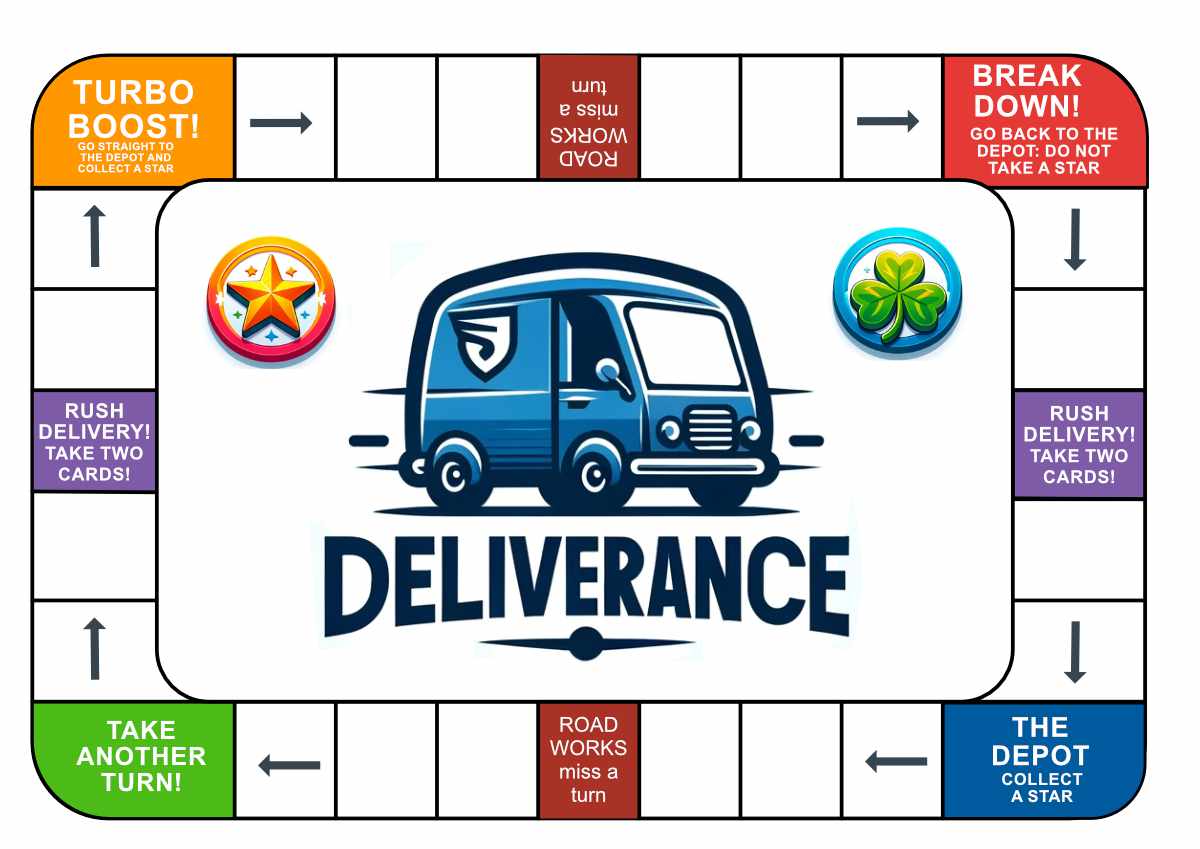 TURBO
BOOST!
GO STRAIGHT TO
THE DEPOT AND
COLLECT A STAR
ROAD
WORKS
miss a
turn
BREAK
DOWN!
GO BACK TO THE
DEPOT: DO NOT
TAKE A STAR
RUSH
DELIVERY!
TAKE TWO
CARDS!
RUSH
DELIVERY!
TAKE TWO
CARDS!
DELIVERANCE
TAKE
ANOTHER
TURN!
ROAD
WORKS
miss a
turn
THE
DEPOT
COLLECT
A STAR